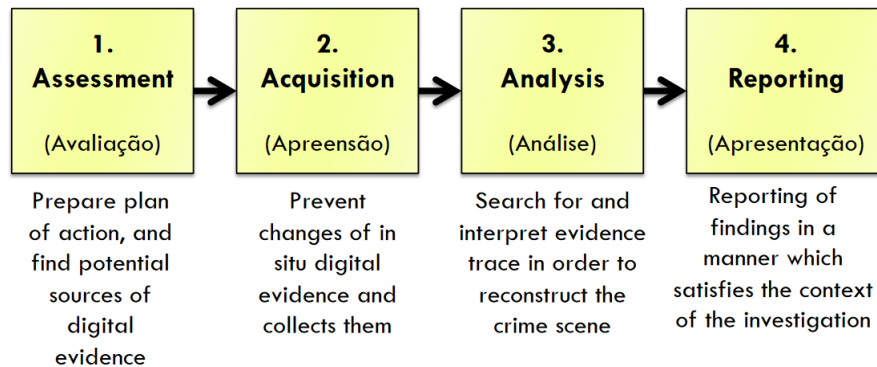 1.
Assessment
(Avaliação)
Prepare plan
of action, and
find potential
sources of
digital
evidence
2.
Acquisition
(Apreensão)
Prevent
changes of in
situ digital
evidence and
collects them
3.
Analysis
(Análise)
Search for and
interpret evidence
trace in order to
reconstruct the
crime scene
4.
Reporting
(Apresentação)
Reporting of
findings in a
manner which
satisfies the context
of the investigation